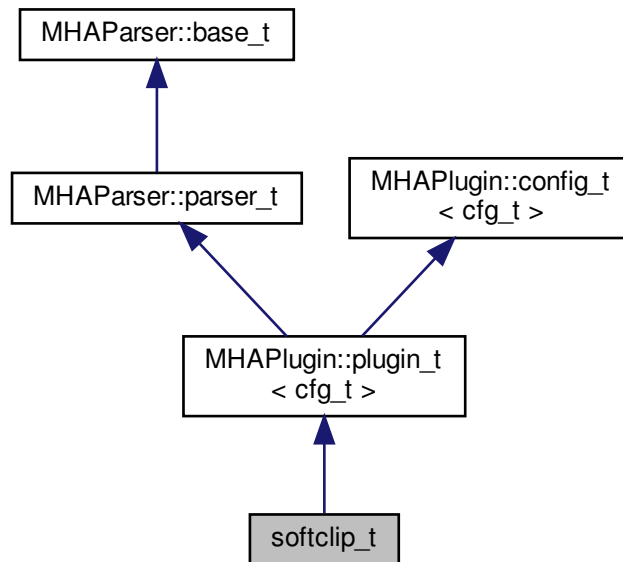 MHAParser::base_t
MHAParser::parser_t
MHAPlugin::config_t
< cfg_t >
MHAPlugin::plugin_t
< cfg_t >
softclip_t